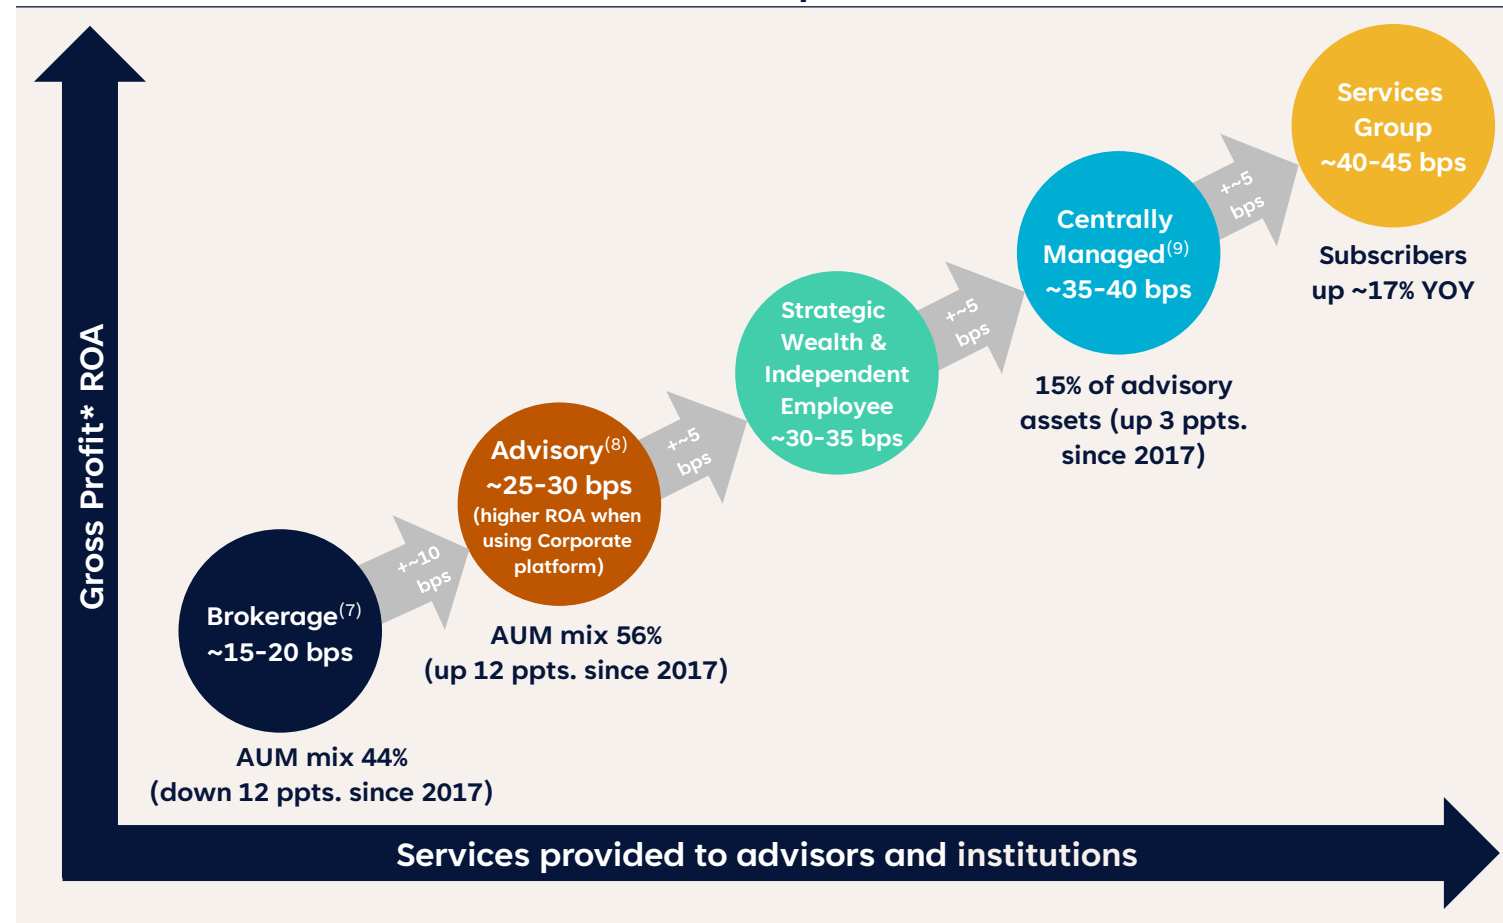 Gross Profit* ROA
Brokerage(7)
~15-20 bps
AUM mix 44%
(down 12 ppts. since 2017)
+~10
bps
Advisory(8)
~25-30 bps
(higher ROA when
using Corporate
platform)
AUM mix 56%
(up 12 ppts. since 2017)
+~5
bps
Strategic
Wealth &
Independent
Employee
~30-35 bps
+~5
bps
Centrally
Managed(9)
~35-40 bps
15% of advisory
assets (up 3 ppts.
since 2017)
+~5
bps
Services
Group
~40-45 bps
Subscribers
up ~17% YOY
Services provided to advisors and institutions